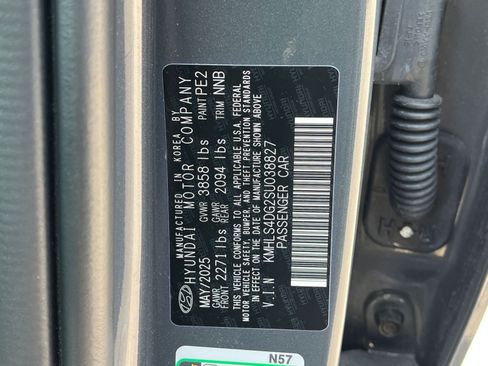 MANUFACTURED IN KOREA BY
HYUNDAI MOTOR COMPANY
MAY/2025 GVWR 3858 lbs PAINT PE2
GAWR FRONT 2271 lbs GAWR REAR 2094 lbs TRIM NNB
THIS VEHICLE CONFORMS TO ALL APPLICABLE U.S.A. FEDERAL
MOTOR VEHICLE SAFETY, BUMPER, AND THEFT PREVENTION STANDARDS
IN EFFECT ON THE DATE OF MANUFACTURE SHOWN ABOVE
V.I.N KMHLS4DG2SU038827
PASSENGER CAR
N57